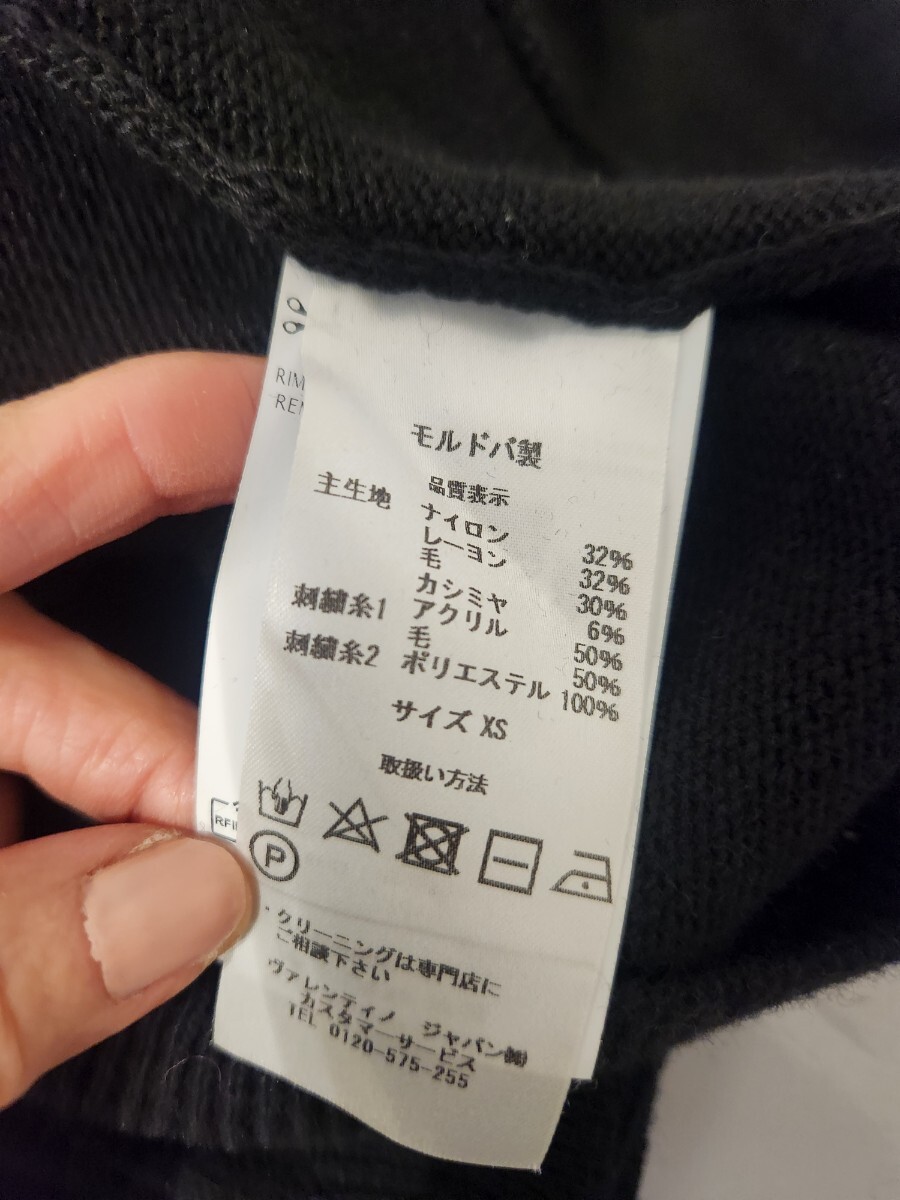 RIM
REN
モルドバ製
品質表示
主生地 ナイロン 32%
レーヨン 32%
毛 30%
カシミヤ 6%
刺繍糸1 アクリル 50%
毛 50%
刺繍糸2 ポリエステル 100%
サイズ XS
取扱い方法
P
RFI
・クリーニングは専門店に
ご相談下さい
ヴァレンティノ ジャパン㈱
カスタマーサービス
TEL 0120-575-255